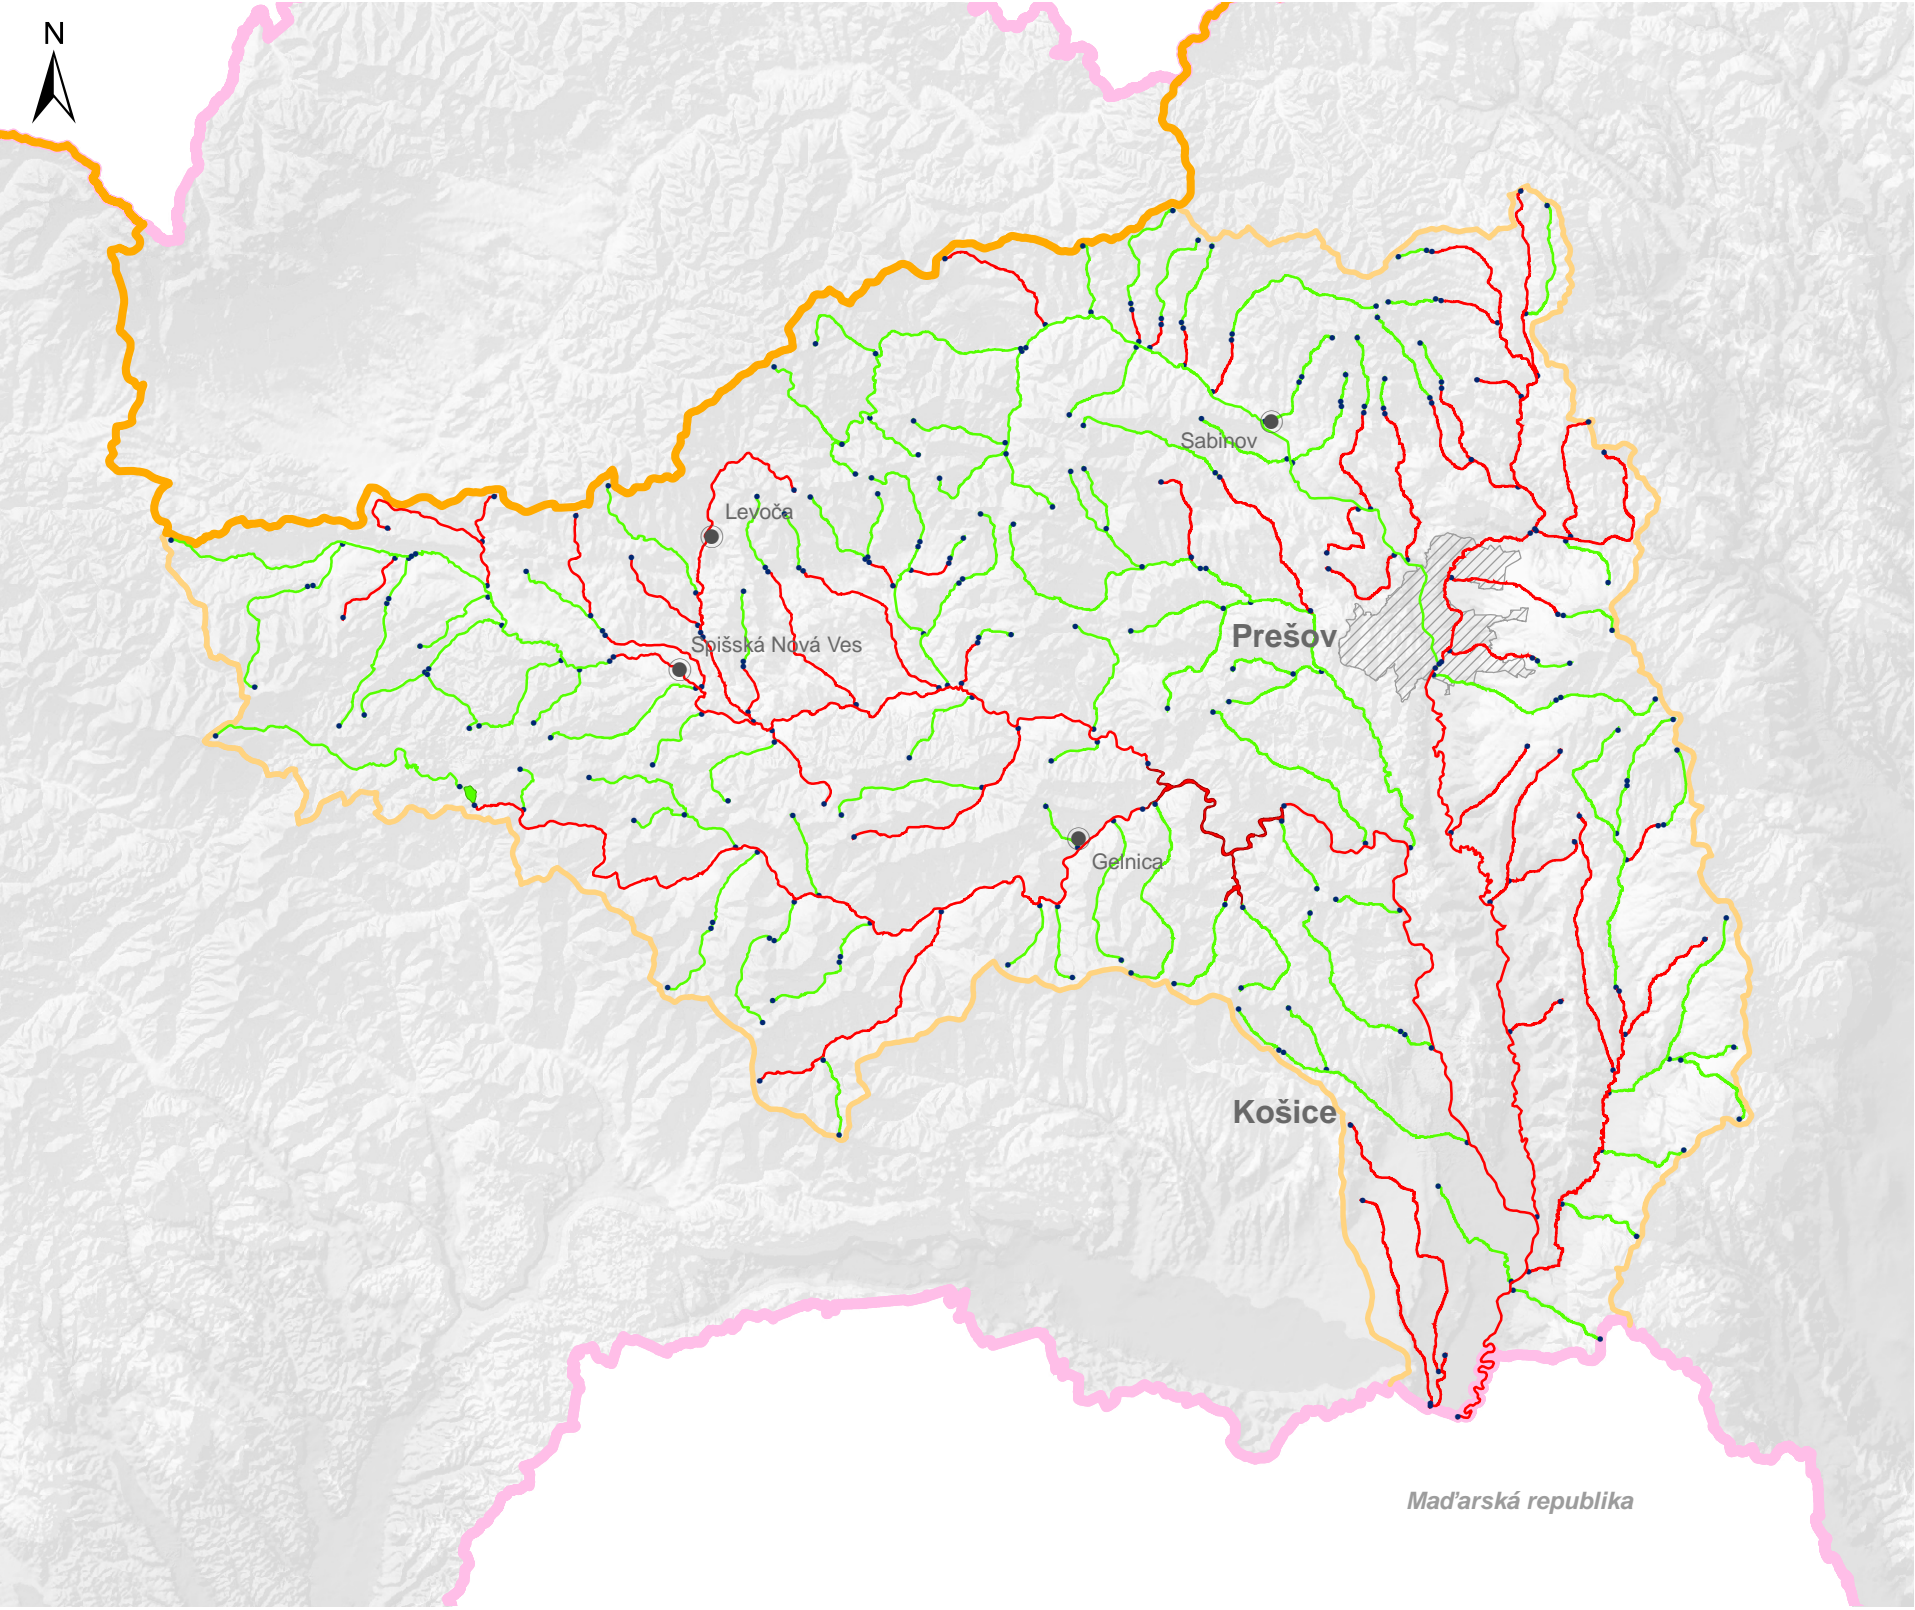 N
Sabinov
Levoča
Prešov
Spišská Nová Ves
Gelnica
Košice
Maďarská republika